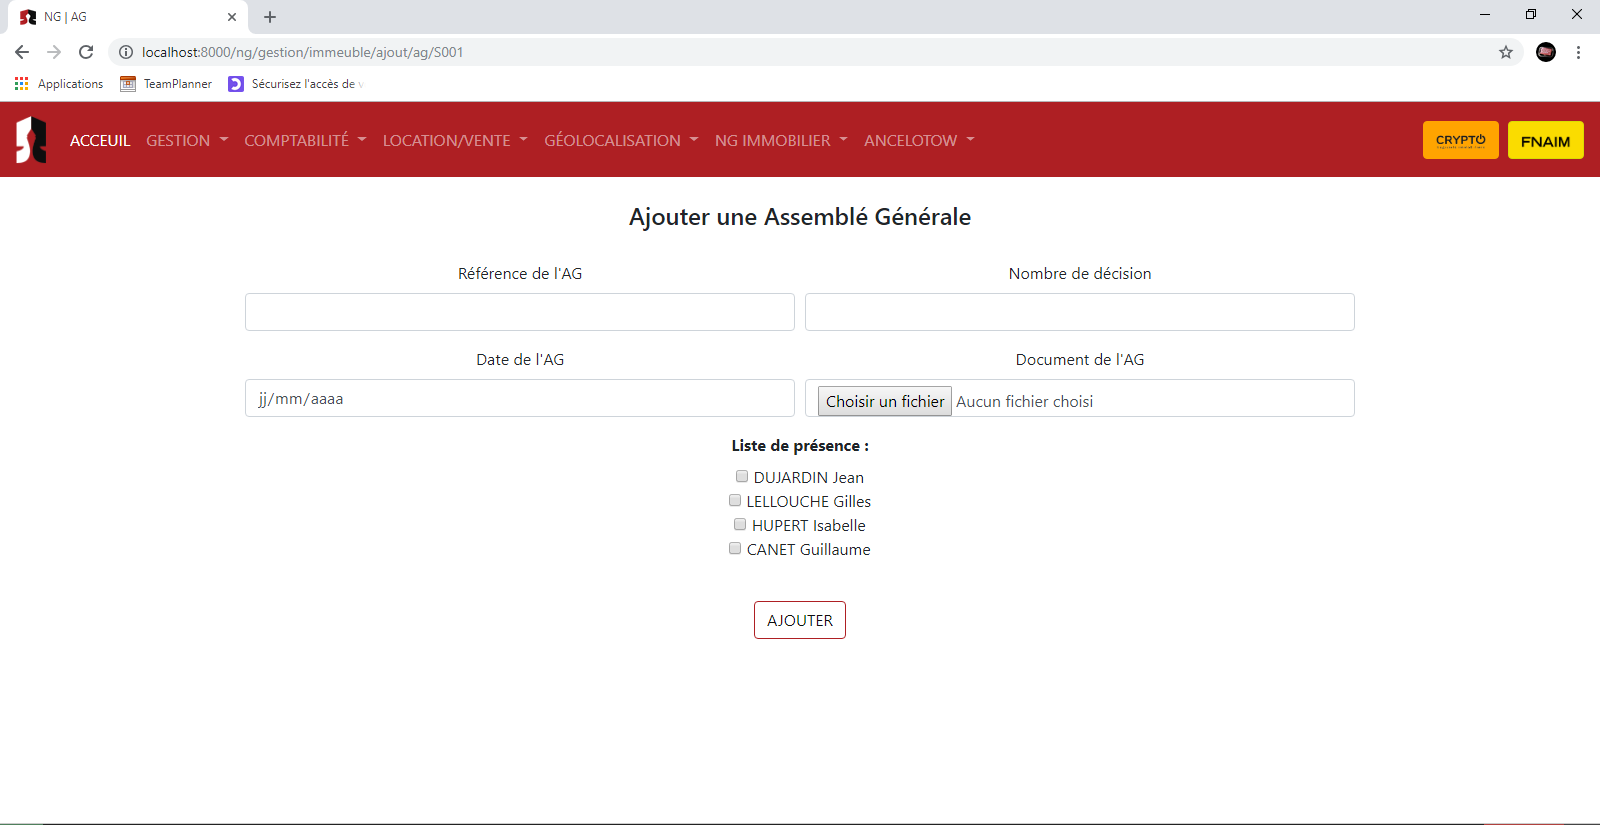 NG | AG
localhost:8000/ng/gestion/immeuble/ajout/ag/S001
Applications TeamPlanner Sécurisez l'accès de
ACCEUIL GESTION COMPTABILITÉ LOCATION/VENTE GÉOLOCALISATION NG IMMOBILIER ANCELOTOW CRYPTO FNAIM
Ajouter une Assemblé Générale
Référence de l'AG Nombre de décision
Date de l'AG Document de l'AG
jj/mm/aaaa Choisir un fichier Aucun fichier choisi
Liste de présence :
DUJARDIN Jean
LELLOUCHE Gilles
HUPERT Isabelle
CANET Guillaume
AJOUTER